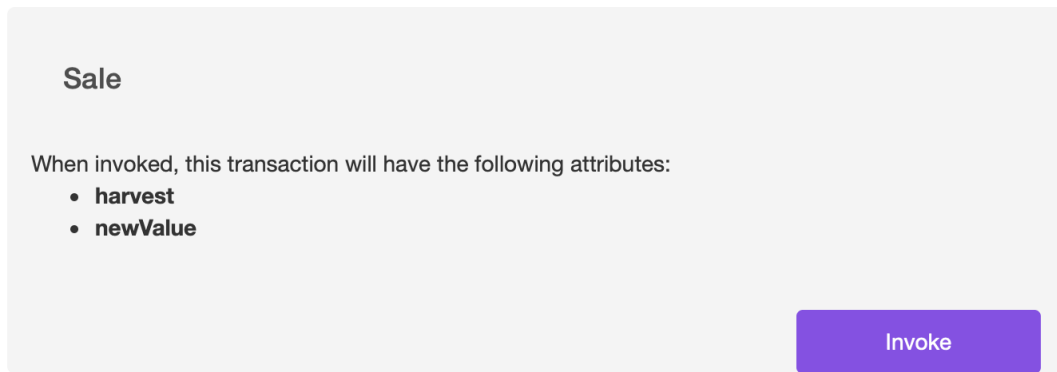 Sale
When invoked, this transaction will have the following attributes:
• harvest
• newValue
Invoke